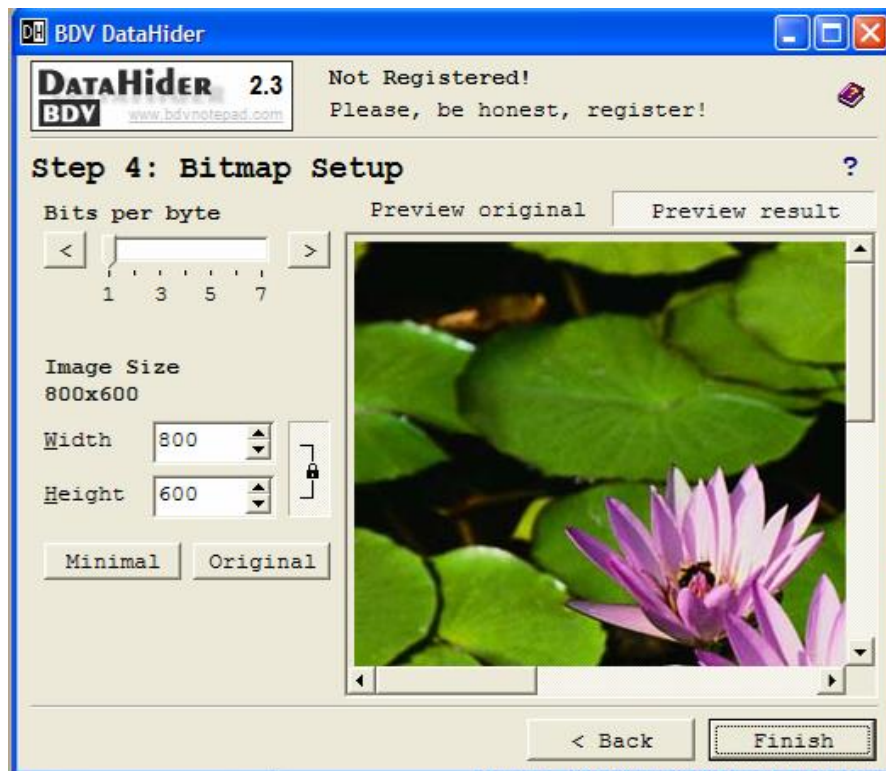 BDV DataHider
DATAHIDER 2.3
BDV www.bdvnotepad.com
Not Registered!
Please, be honest, register!
Step 4: Bitmap Setup
?
Bits per byte
< >
1 3 5 7
Preview original
Preview result
Image Size
800x600
Width 800
Height 600
Minimal Original
< Back Finish